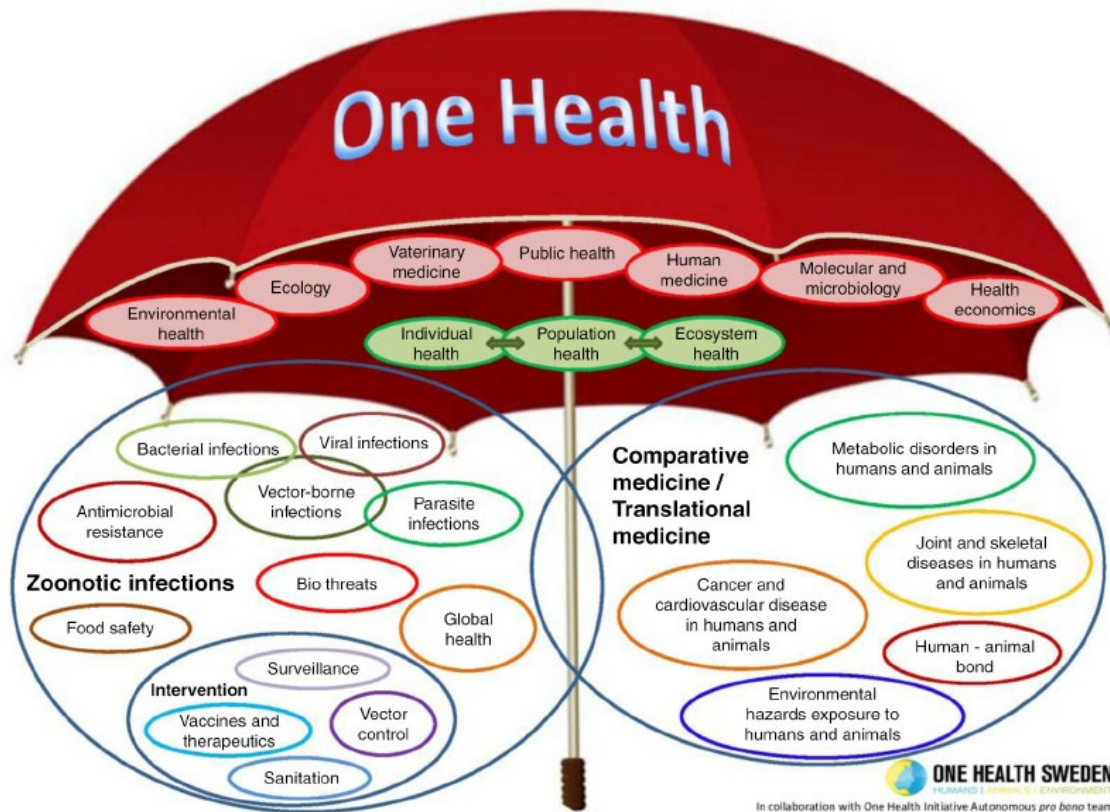 One Health
Public health
Vaterinary
medicine
Human
medicine
Ecology
Molecular and
microbiology
Environmental
health
Health
economics
Individual
health
Population
health
Ecosystem
health
Bacterial infections
Viral infections
Vector-borne
infections
Parasite
infections
Antimicrobial
resistance
Zoonotic infections
Bio threats
Food safety
Global
health
Surveillance
Intervention
Vaccines and
therapeutics
Vector
control
Sanitation
Comparative
medicine /
Translational
medicine
Metabolic disorders in
humans and animals
Joint and skeletal
diseases in humans
and animals
Cancer and
cardiovascular disease
in humans and
animals
Human - animal
bond
Environmental
hazards exposure to
humans and animals
ONE HEALTH SWEDEN
HUMANS | ANIMALS | ENVIRONMENT
In collaboration with One Health Initiative Autonomous pro bono team